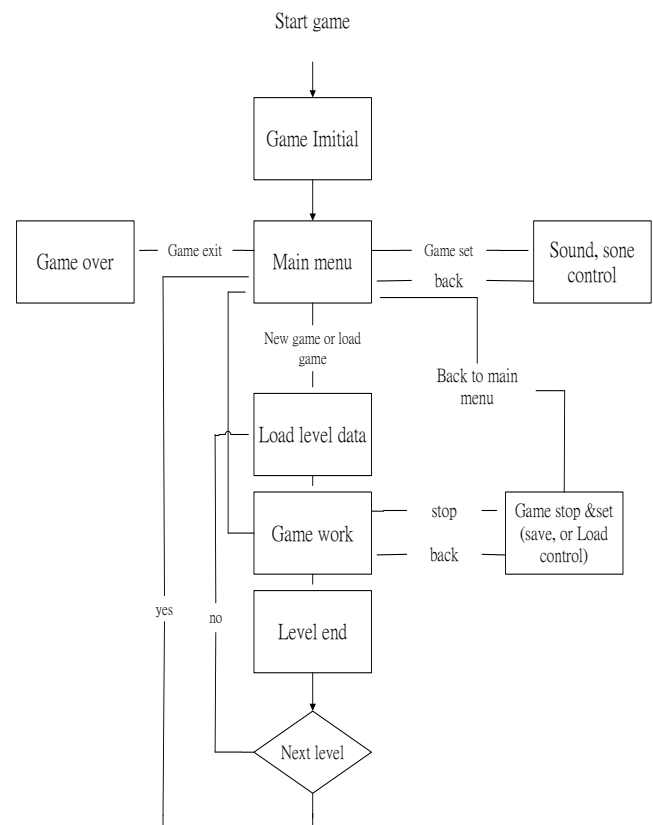 Start game
Game Imitial
Game over
Game exit
Main menu
Game set
back
Sound, sone
control
New game or load
game
Back to main
menu
Load level data
Game work
stop
back
Game stop &set
(save, or Load
control)
yes
no
Level end
Next level